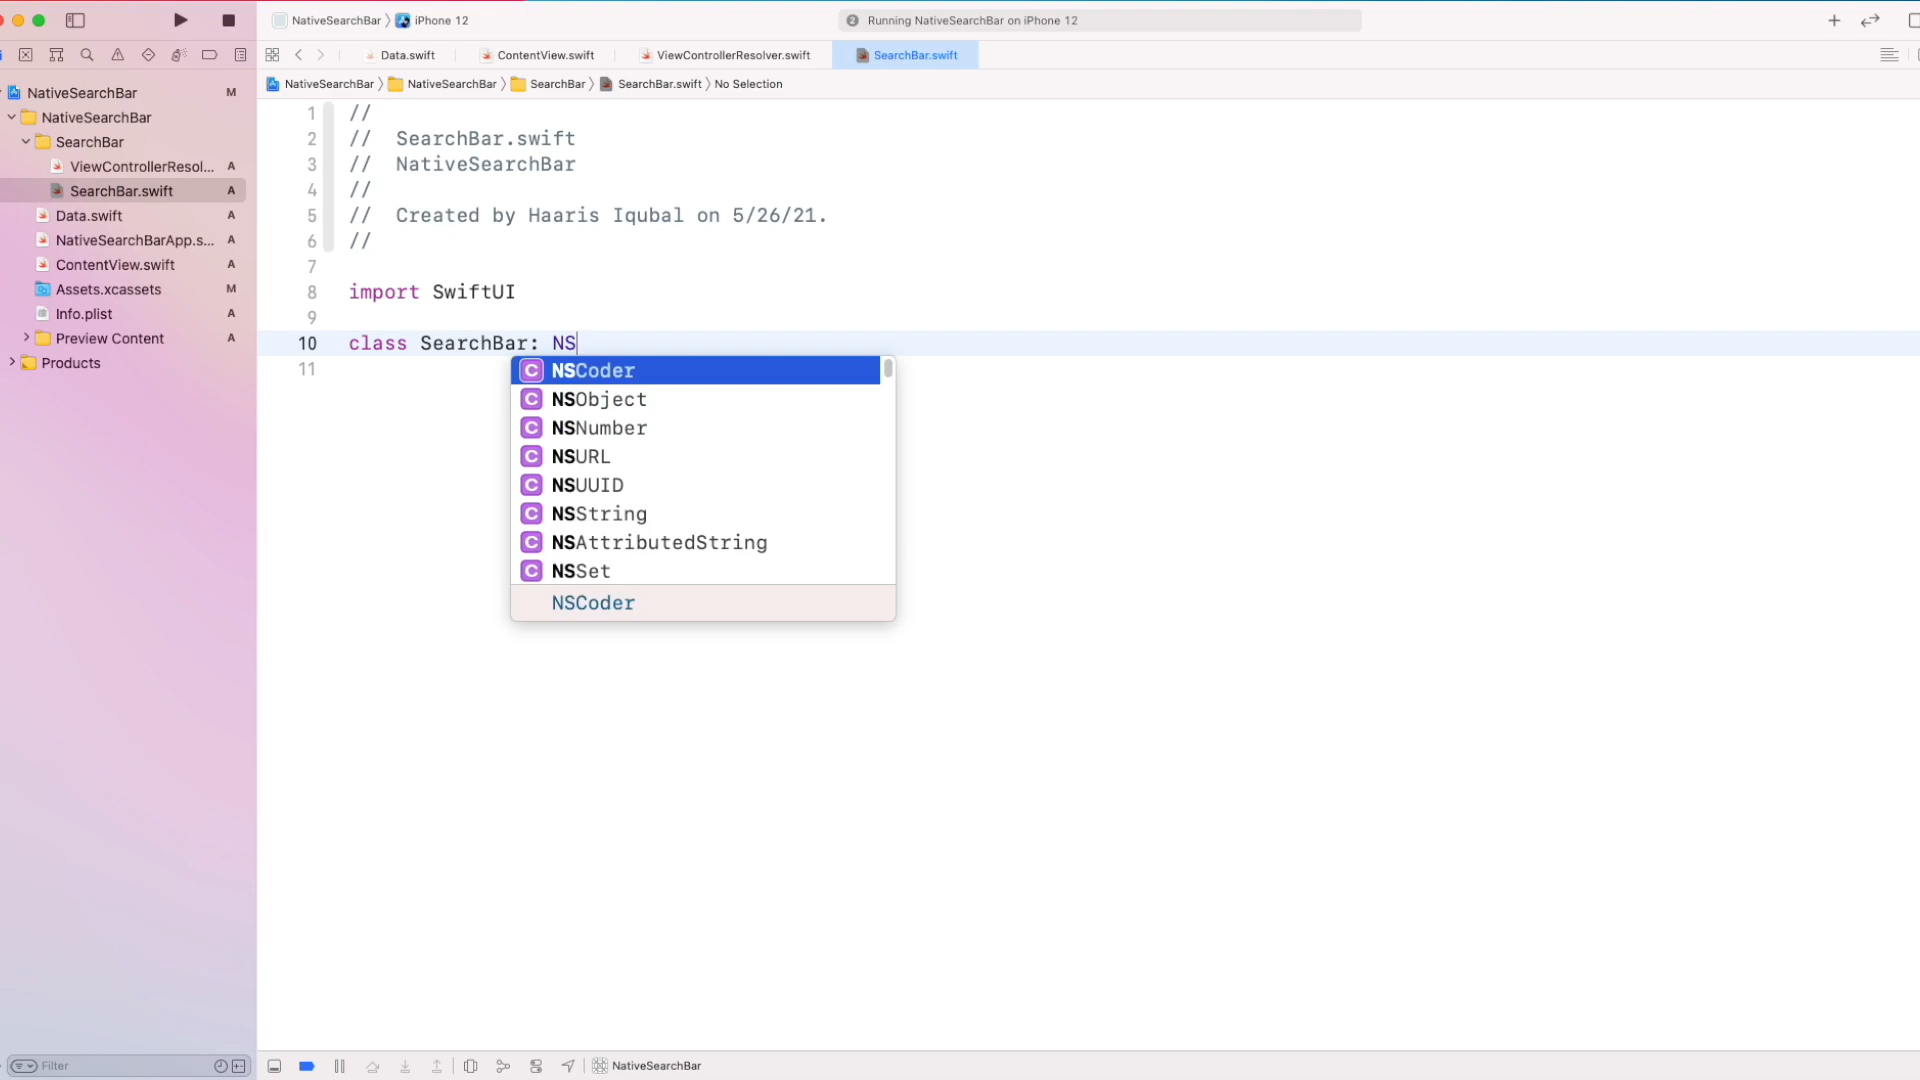 NativeSearchBar
iPhone 12
2 Running NativeSearchBar on iPhone 12
Data.swift
ContentView.swift
ViewControllerResolver.swift
SearchBar.swift
NativeSearchBar
NativeSearchBar
SearchBar
SearchBar.swift
No Selection
NativeSearchBar M
NativeSearchBar
SearchBar
ViewControllerResol... A
SearchBar.swift A
Data.swift A
NativeSearchBarApp.s... A
ContentView.swift A
Assets.xcassets M
Info.plist A
Preview Content A
Products
1 //
2 // SearchBar.swift
3 // NativeSearchBar
4 //
5 // Created by Haaris Iqubal on 5/26/21.
6 //
7
8 import SwiftUI
9
10 class SearchBar: NS
11
C NSCoder
C NSObject
C NSNumber
C NSURL
C NSUUID
C NSString
C NSAttributedString
C NSSet
NSCoder
Filter
NativeSearchBar